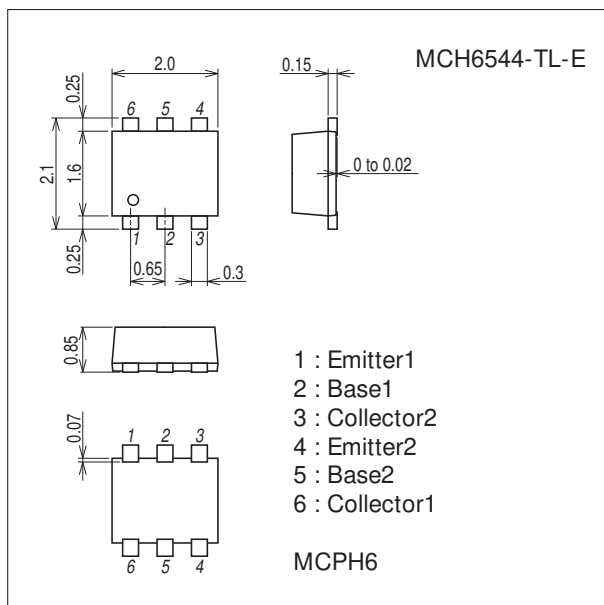 MCH6544-TL-E
2.0
0.15
0.25
6 5 4
2.1
1.6
0 to 0.02
1 2 3
0.25
0.65
0.3
0.85
1 : Emitter1
2 : Base1
3 : Collector2
4 : Emitter2
5 : Base2
6 : Collector1
0.07
1 2 3
6 5 4
MCPH6